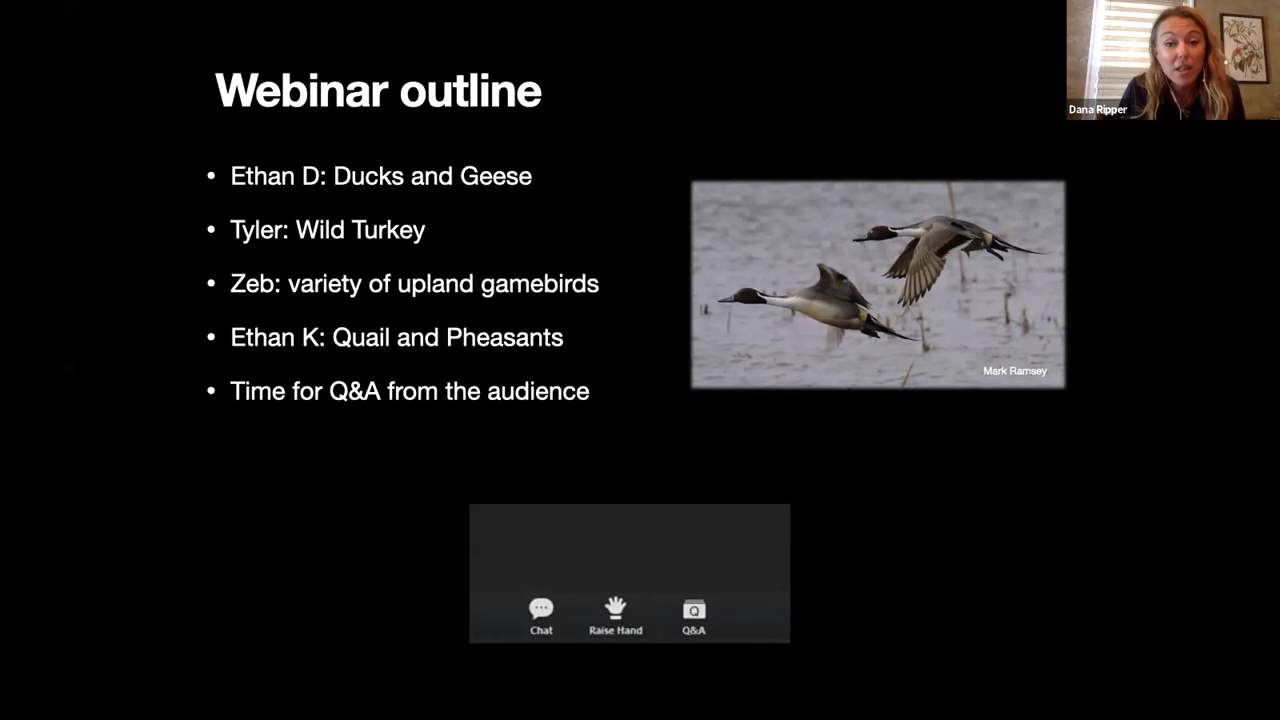 Webinar outline
Dana Ripper
• Ethan D: Ducks and Geese
• Tyler: Wild Turkey
• Zeb: variety of upland gamebirds
• Ethan K: Quail and Pheasants
• Time for Q&A from the audience
Mark Ramsey
Chat
Raise Hand
Q
Q&A